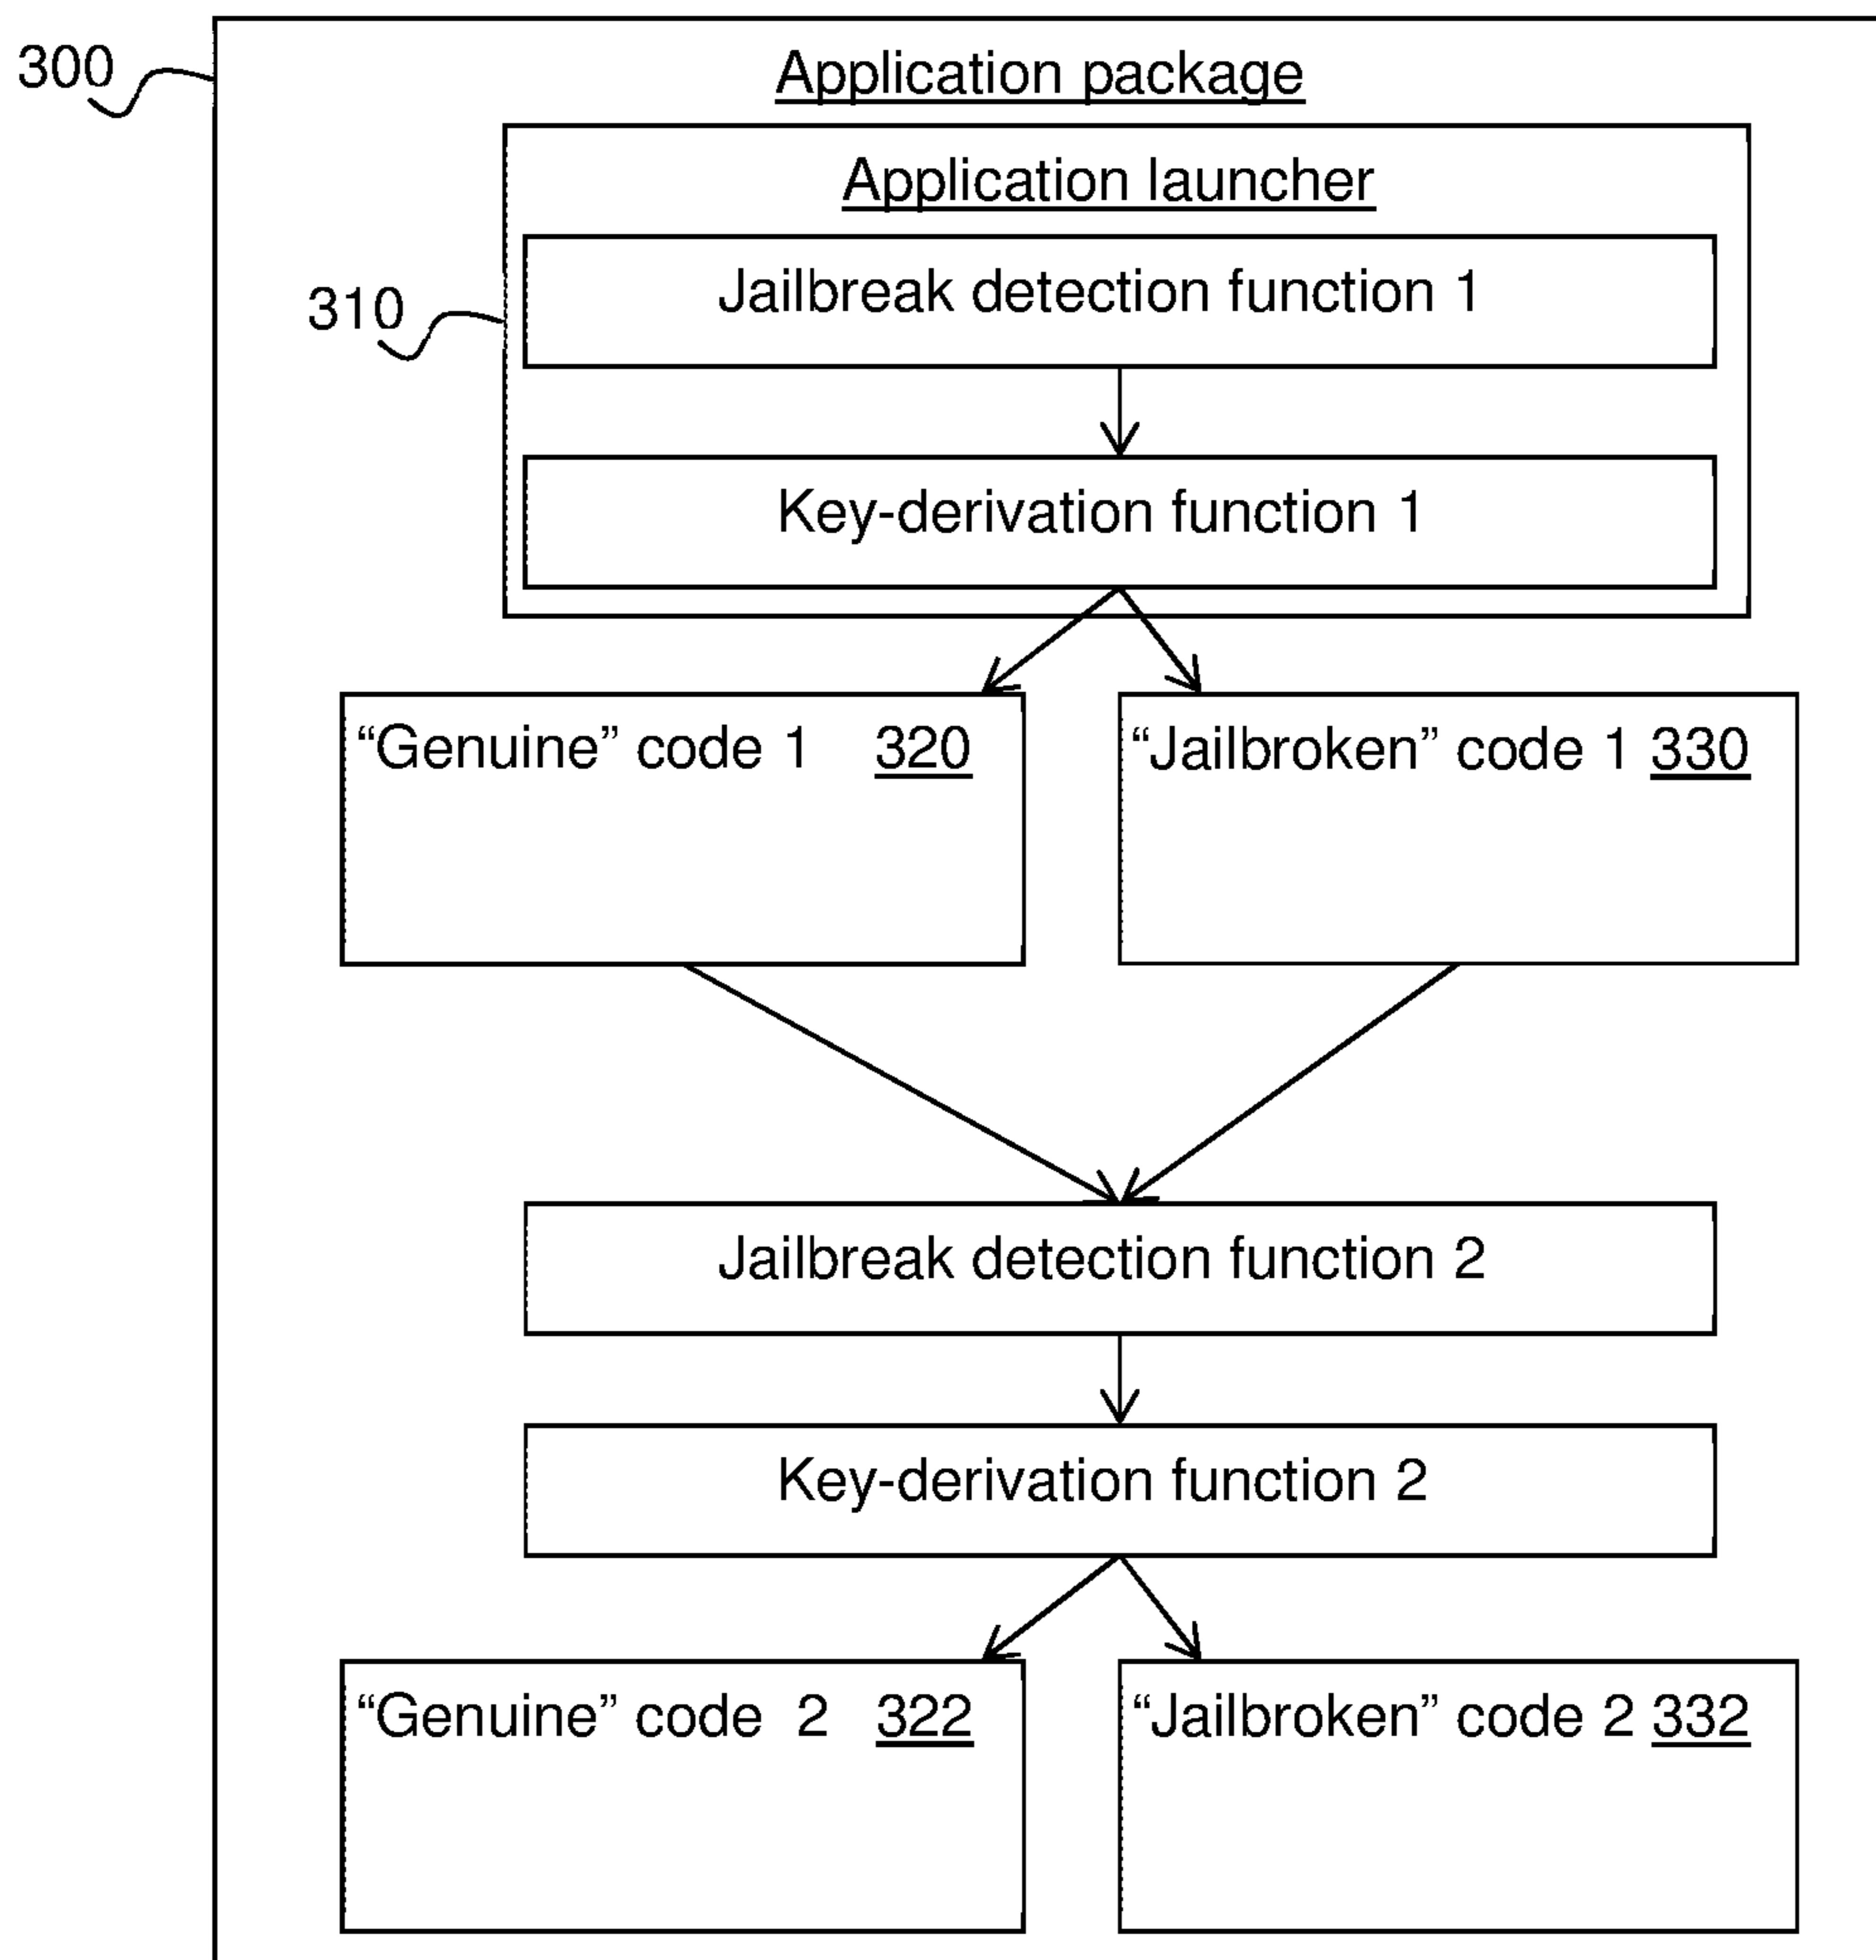 300
Application package
Application launcher
310
Jailbreak detection function 1
Key-derivation function 1
“Genuine” code 1 320
“Jailbroken” code 1 330
Jailbreak detection function 2
Key-derivation function 2
“Genuine” code 2 322
“Jailbroken” code 2 332